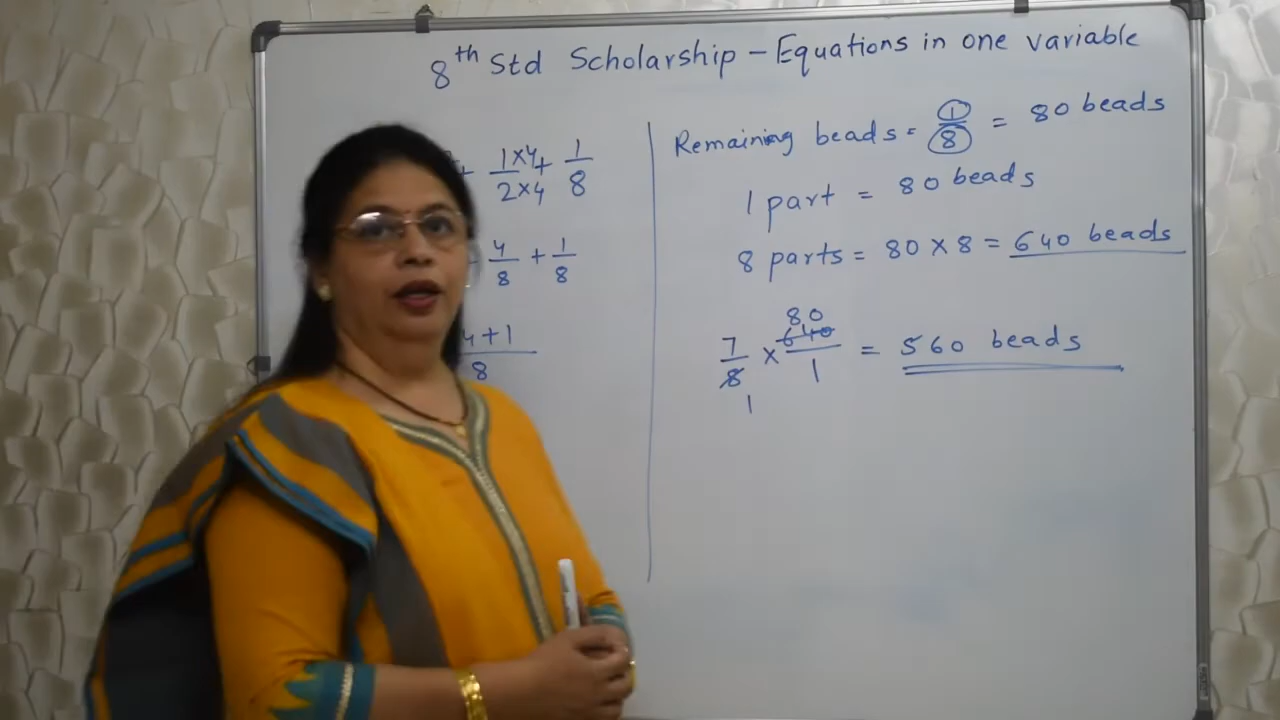 8th Std Scholarship – Equations in one variable
+ 1×4/2×4 + 1/8
4/8 + 1/8
4+1/8
Remaining beads = 1/8 = 80 beads
1 part = 80 beads
8 parts = 80 × 8 = 640 beads
80
7/8 × 640/1 = 560 beads
1